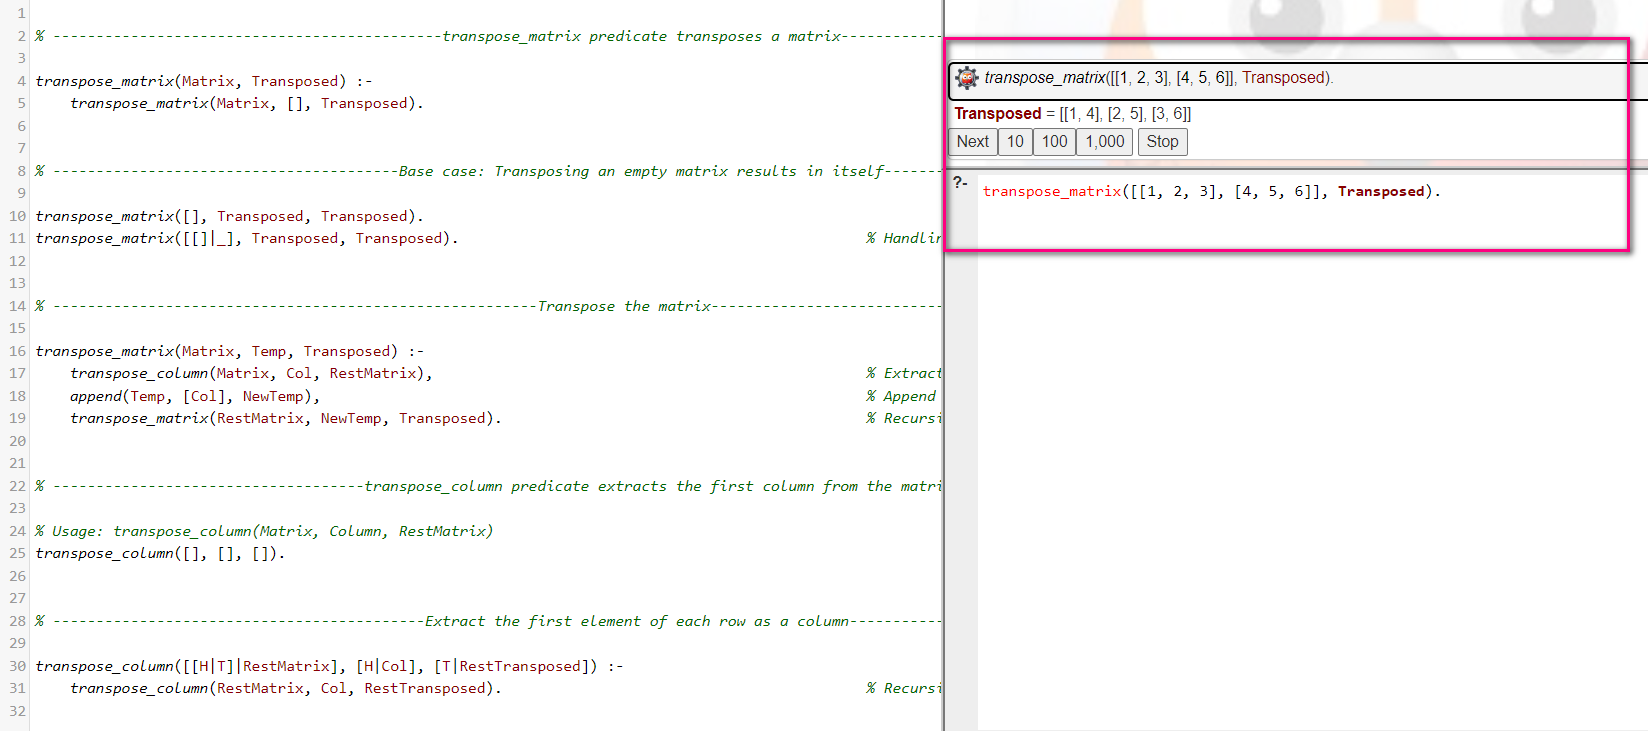 1
2 % ---------------------------------------------transpose_matrix predicate transposes a matrix------------
3
4 transpose_matrix(Matrix, Transposed) :-
5     transpose_matrix(Matrix, [], Transposed).
6
7
8 % ----------------------------------------Base case: Transposing an empty matrix results in itself-------
9
10 transpose_matrix([], Transposed, Transposed).
11 transpose_matrix([[]|_], Transposed, Transposed). % Handlin
12
13
14 % --------------------------------------------------------Transpose the matrix---------------------------
15
16 transpose_matrix(Matrix, Temp, Transposed) :-
17     transpose_column(Matrix, Col, RestMatrix), % Extract
18     append(Temp, [Col], NewTemp), % Append
19     transpose_matrix(RestMatrix, NewTemp, Transposed). % Recursi
20
21
22 % ------------------------------------transpose_column predicate extracts the first column from the matri
23
24 % Usage: transpose_column(Matrix, Column, RestMatrix)
25 transpose_column([], [], []).
26
27
28 % -------------------------------------------Extract the first element of each row as a column-----------
29
30 transpose_column([[H|T]|RestMatrix], [H|Col], [T|RestTransposed]) :-
31     transpose_column(RestMatrix, Col, RestTransposed). % Recursi
32
transpose_matrix([[1, 2, 3], [4, 5, 6]], Transposed).
Transposed = [[1, 4], [2, 5], [3, 6]]
Next 10 100 1,000 Stop
?- transpose_matrix([[1, 2, 3], [4, 5, 6]], Transposed).